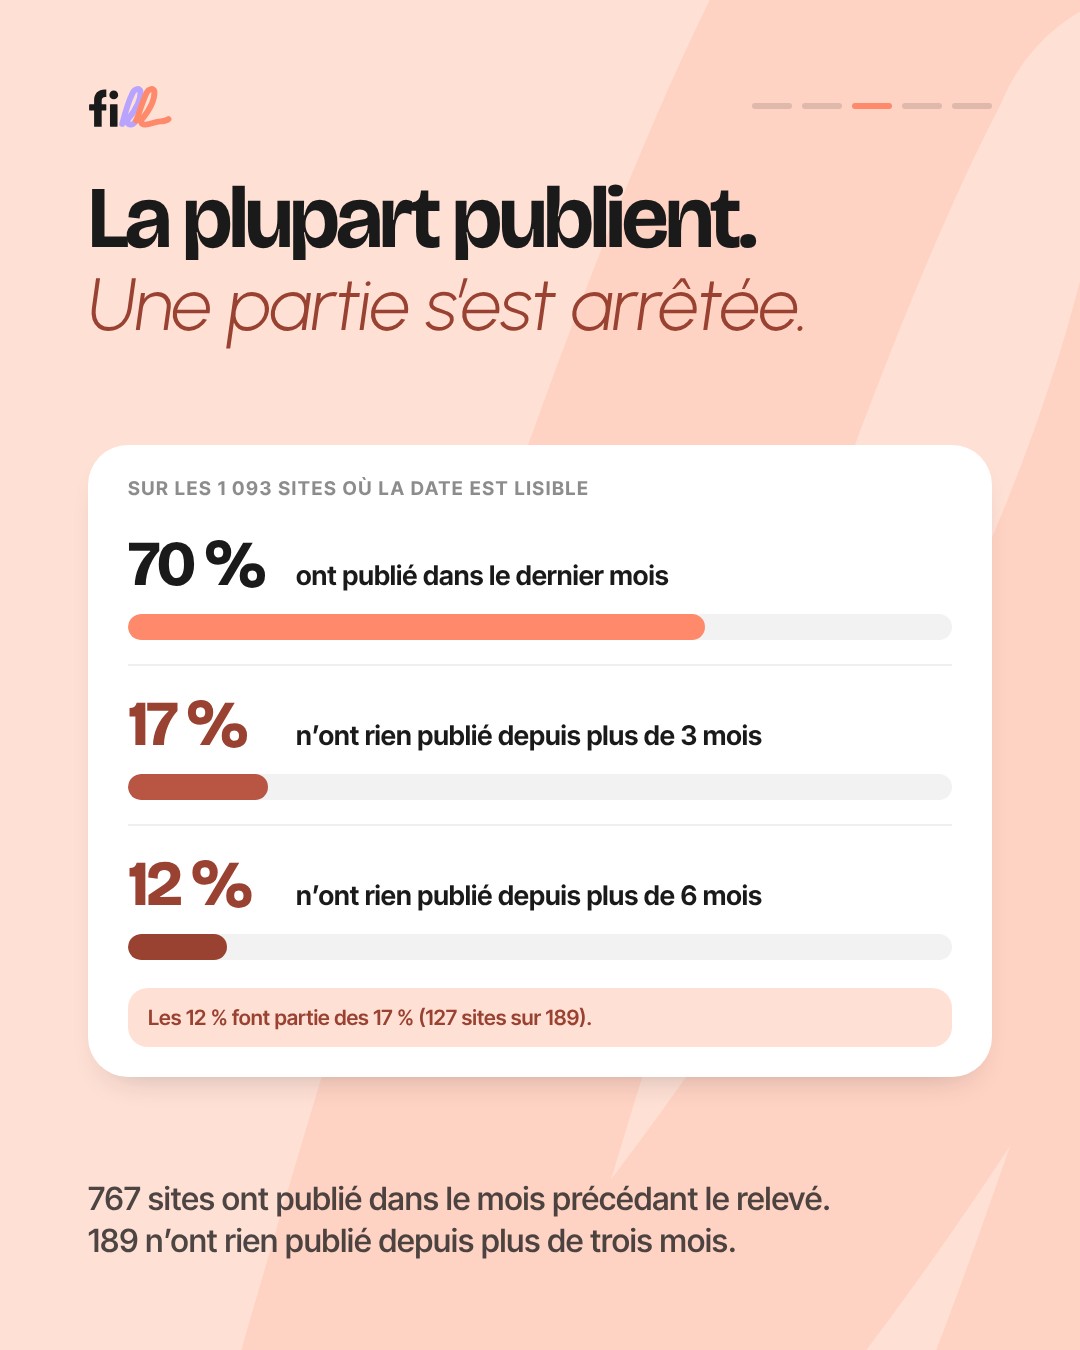 fill
La plupart publient.
Une partie s'est arrêtée.
SUR LES 1 093 SITES OÙ LA DATE EST LISIBLE
70 % ont publié dans le dernier mois
17 % n’ont rien publié depuis plus de 3 mois
12 % n’ont rien publié depuis plus de 6 mois
Les 12 % font partie des 17 % (127 sites sur 189).
767 sites ont publié dans le mois précédant le relevé.
189 n’ont rien publié depuis plus de trois mois.